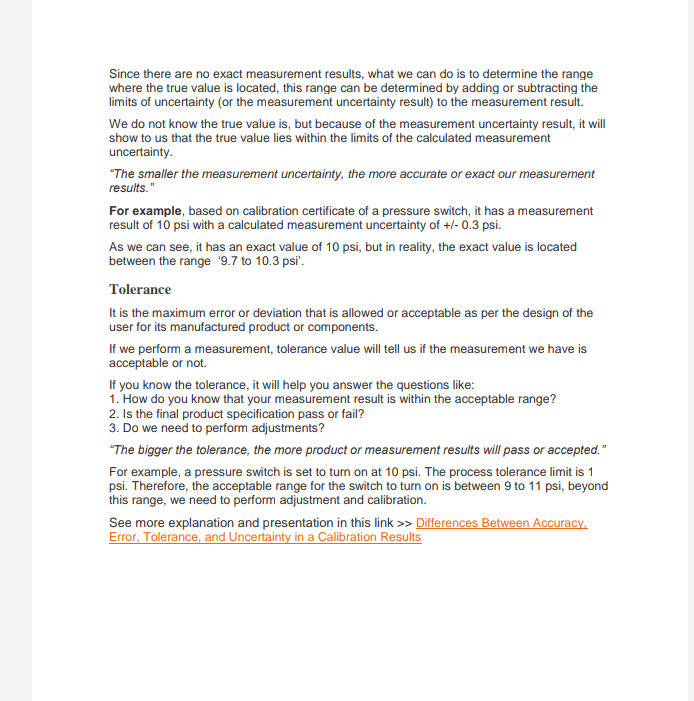 Since there are no exact measurement results, what we can do is to determine the range
where the true value is located, this range can be determined by adding or subtracting the
limits of uncertainty (or the measurement uncertainty result) to the measurement result.
We do not know the true value is, but because of the measurement uncertainty result, it will
show to us that the true value lies within the limits of the calculated measurement
uncertainty.
“The smaller the measurement uncertainty, the more accurate or exact our measurement
results.”
For example, based on calibration certificate of a pressure switch, it has a measurement
result of 10 psi with a calculated measurement uncertainty of +/- 0.3 psi.
As we can see, it has an exact value of 10 psi, but in reality, the exact value is located
between the range ‘9.7 to 10.3 psi’.
Tolerance
It is the maximum error or deviation that is allowed or acceptable as per the design of the
user for its manufactured product or components.
If we perform a measurement, tolerance value will tell us if the measurement we have is
acceptable or not.
If you know the tolerance, it will help you answer the questions like:
1. How do you know that your measurement result is within the acceptable range?
2. Is the final product specification pass or fail?
3. Do we need to perform adjustments?
“The bigger the tolerance, the more product or measurement results will pass or accepted.”
For example, a pressure switch is set to turn on at 10 psi. The process tolerance limit is 1
psi. Therefore, the acceptable range for the switch to turn on is between 9 to 11 psi, beyond
this range, we need to perform adjustment and calibration.
See more explanation and presentation in this link >> Differences Between Accuracy,
Error, Tolerance, and Uncertainty in a Calibration Results